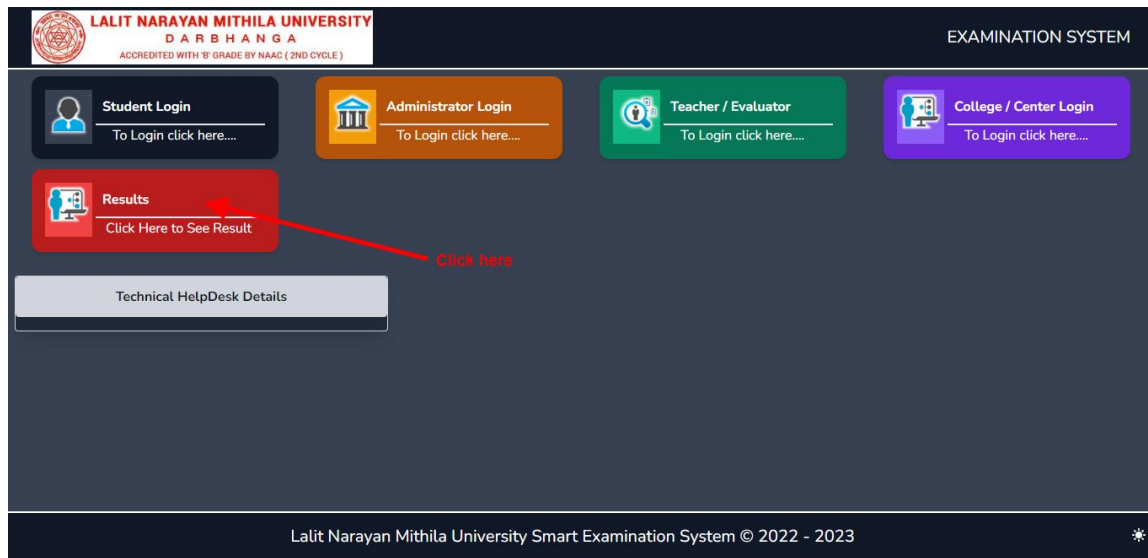 LALIT NARAYAN MITHILA UNIVERSITY
DARBHANGA
ACCREDITED WITH 'B' GRADE BY NAAC ( 2ND CYCLE )
EXAMINATION SYSTEM
Student Login
To Login click here....
Administrator Login
To Login click here....
Teacher / Evaluator
To Login click here....
College / Center Login
To Login click here....
Results
Click Here to See Result
Click here
Technical HelpDesk Details
Lalit Narayan Mithila University Smart Examination System © 2022 - 2023